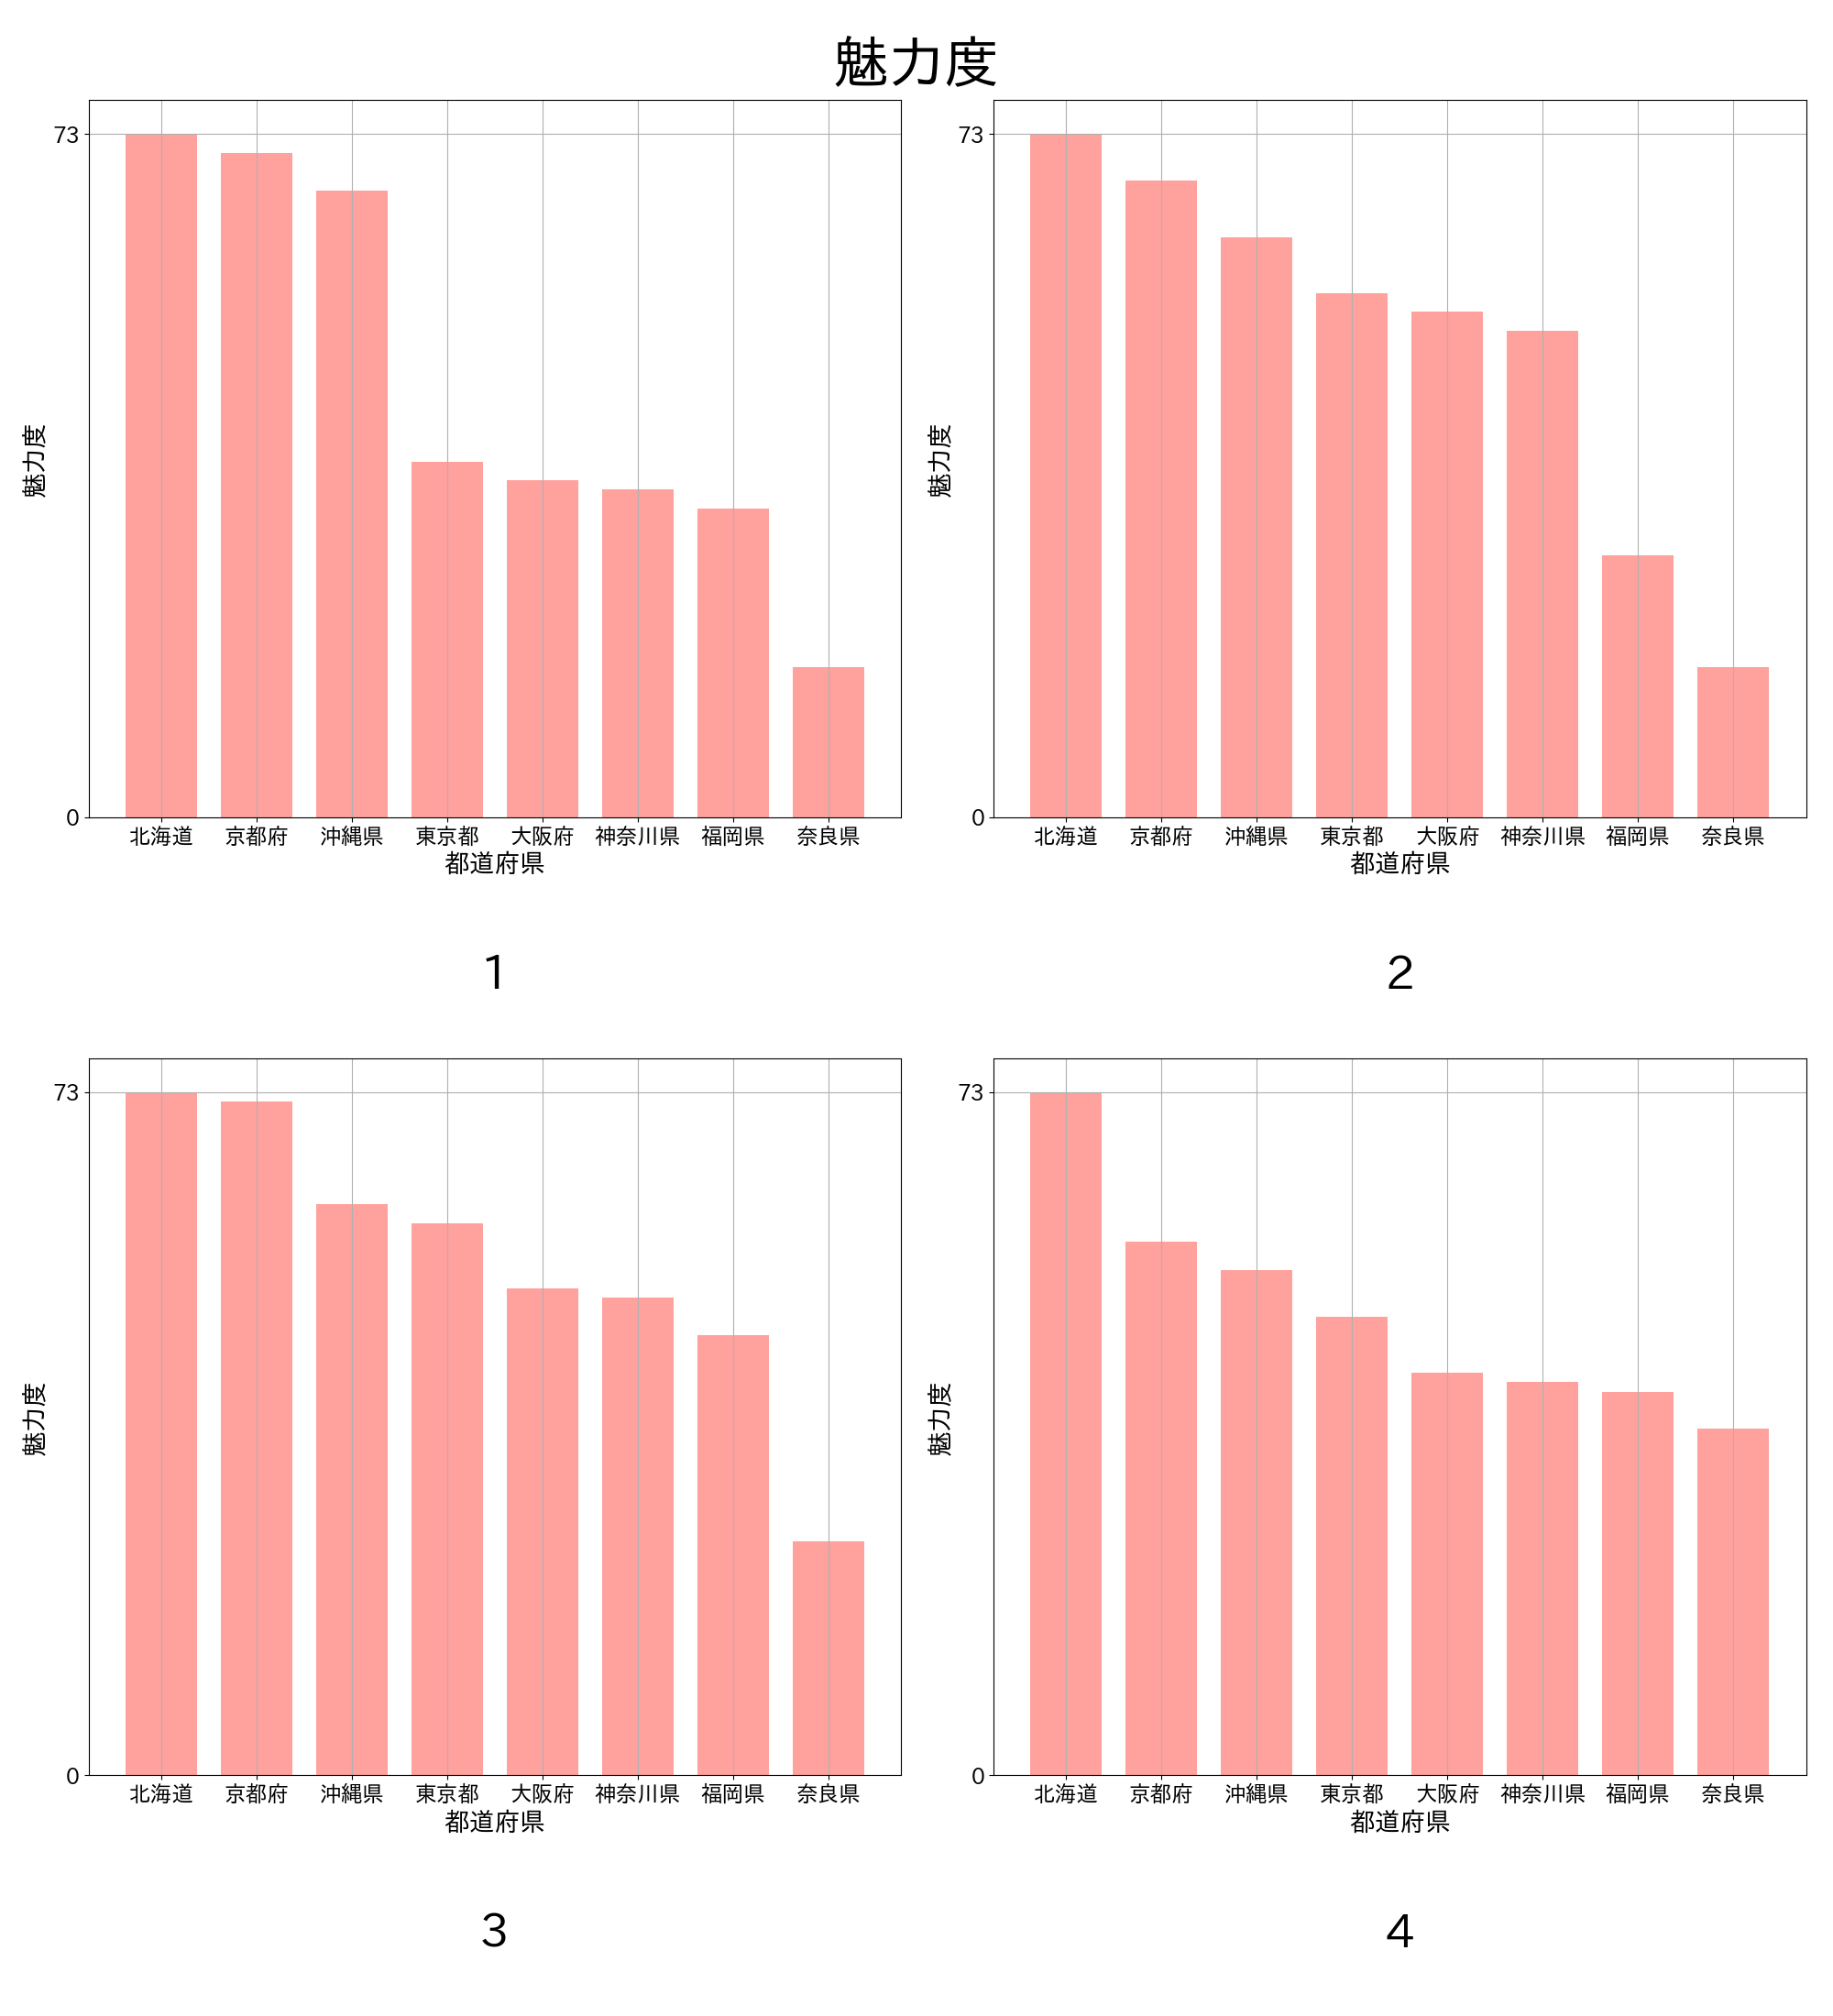 魅力度
73
0
魅力度
北海道 京都府 沖縄県 東京都 大阪府 神奈川県 福岡県 奈良県
都道府県
1
73
0
魅力度
北海道 京都府 沖縄県 東京都 大阪府 神奈川県 福岡県 奈良県
都道府県
2
73
0
魅力度
北海道 京都府 沖縄県 東京都 大阪府 神奈川県 福岡県 奈良県
都道府県
3
73
0
魅力度
北海道 京都府 沖縄県 東京都 大阪府 神奈川県 福岡県 奈良県
都道府県
4